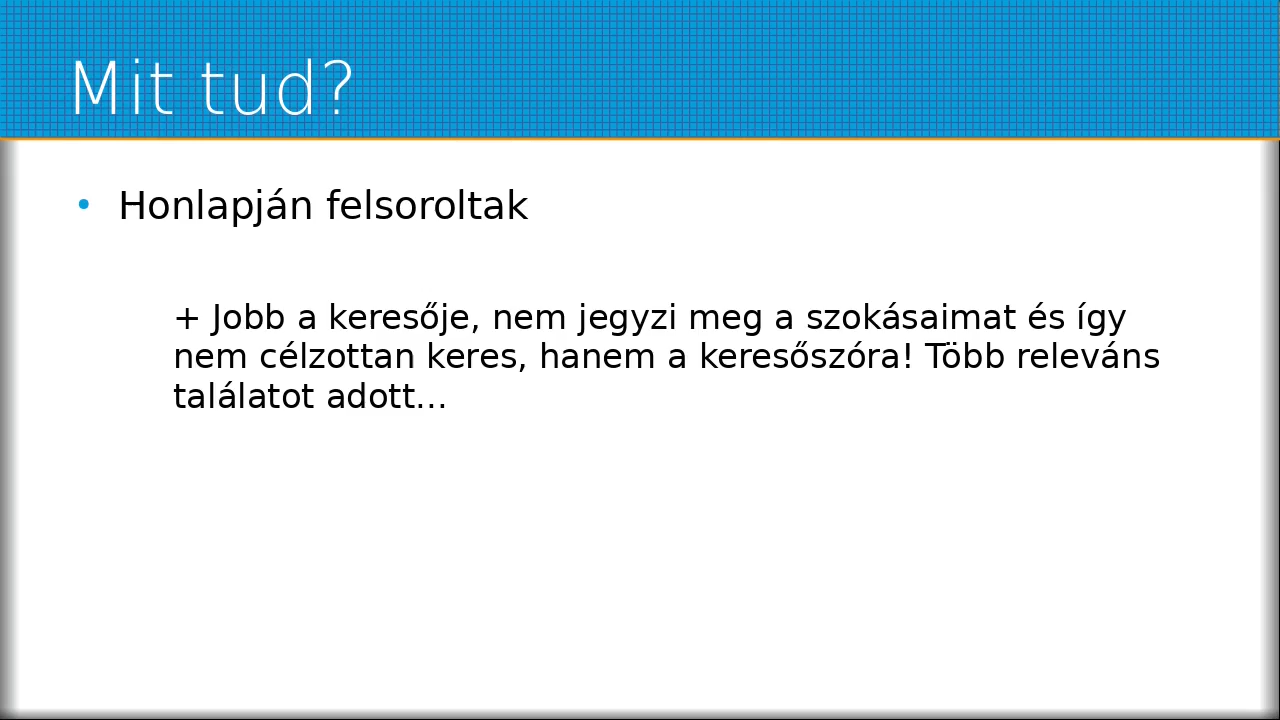 Mit tud?
• Honlapján felsoroltak
+ Jobb a keresője, nem jegyzi meg a szokásaimat és így
nem célzottan keres, hanem a keresőszóra! Több releváns
találatot adott...